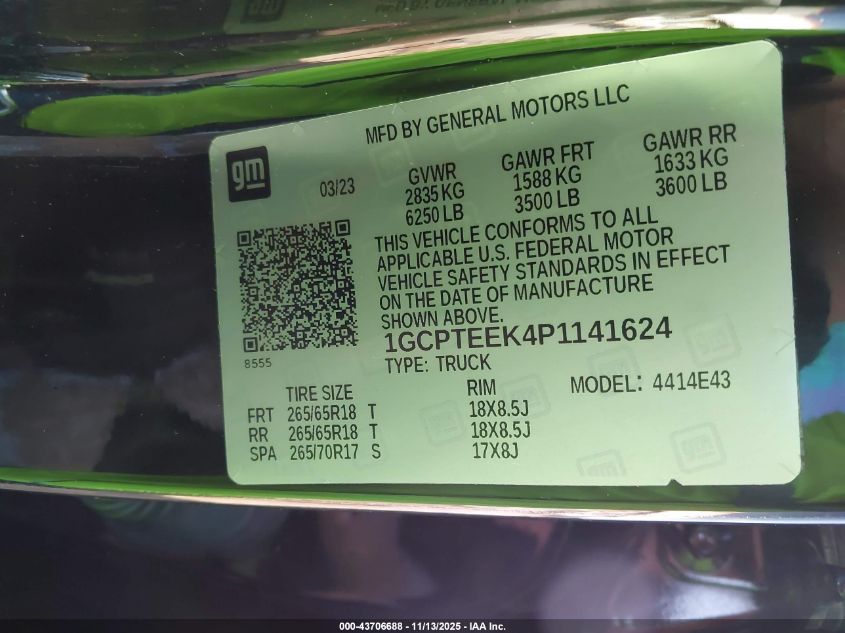 MFD BY GENERAL MOTORS LLC
gm
03/23
GVWR GAWR FRT GAWR RR
2835 KG 1588 KG 1633 KG
6250 LB 3500 LB 3600 LB
THIS VEHICLE CONFORMS TO ALL
APPLICABLE U.S. FEDERAL MOTOR
VEHICLE SAFETY STANDARDS IN EFFECT
ON THE DATE OF MANUFACTURE
SHOWN ABOVE.
8555
1GCPTEEK4P1141624
TYPE: TRUCK
TIRE SIZE RIM MODEL: 4414E43
FRT 265/65R18 T 18X8.5J
RR 265/65R18 T 18X8.5J
SPA 265/70R17 S 17X8J
000-43706688 - 11/13/2025 - IAA Inc.